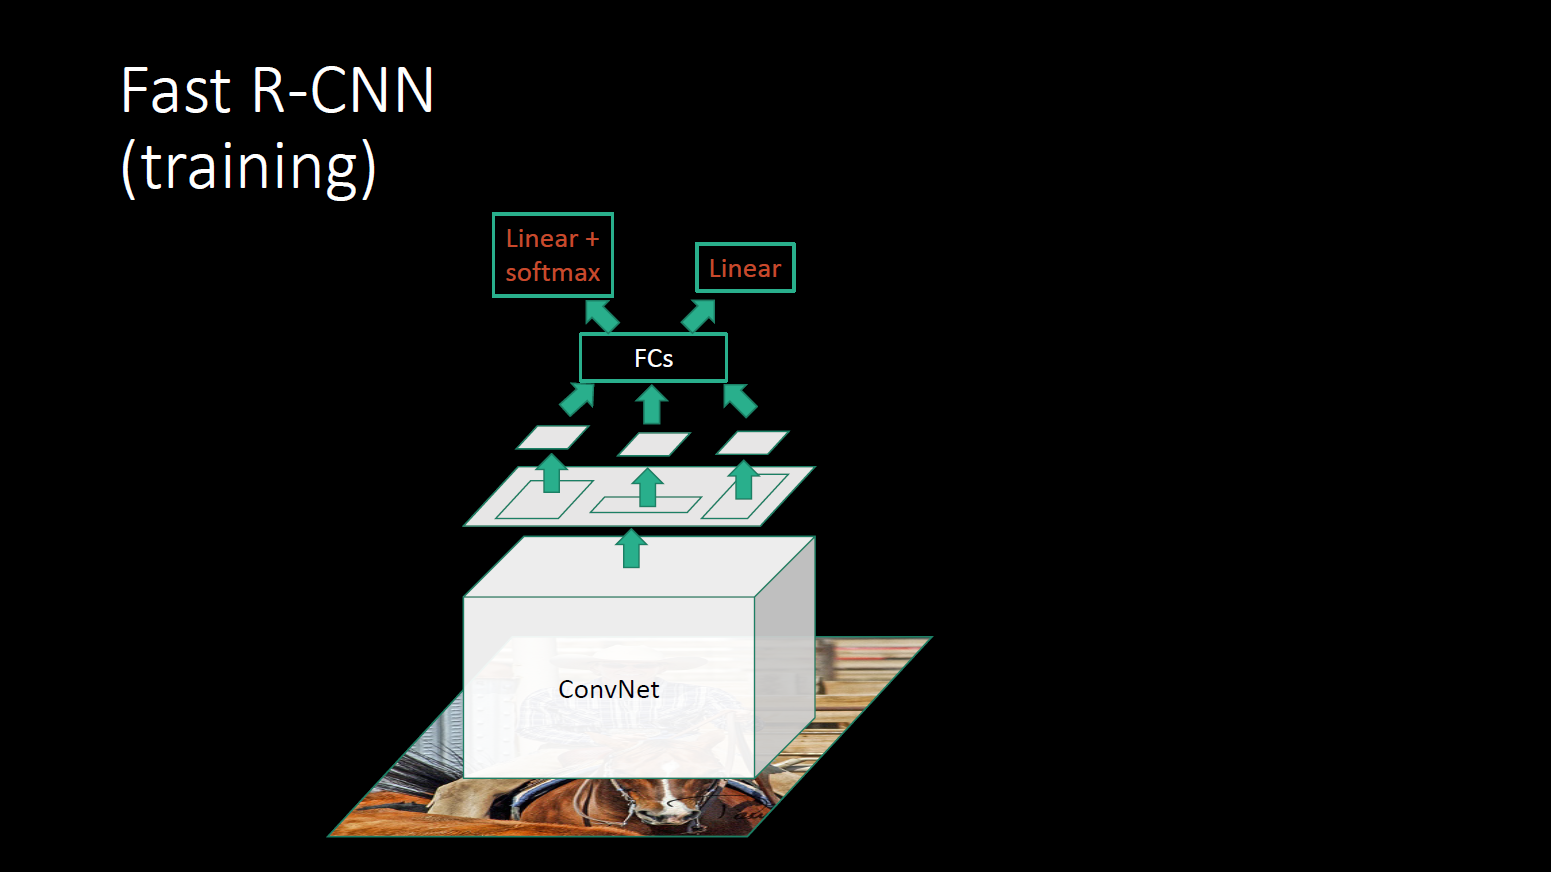 Fast R-CNN
(training)
Linear +
softmax
Linear
FCs
ConvNet